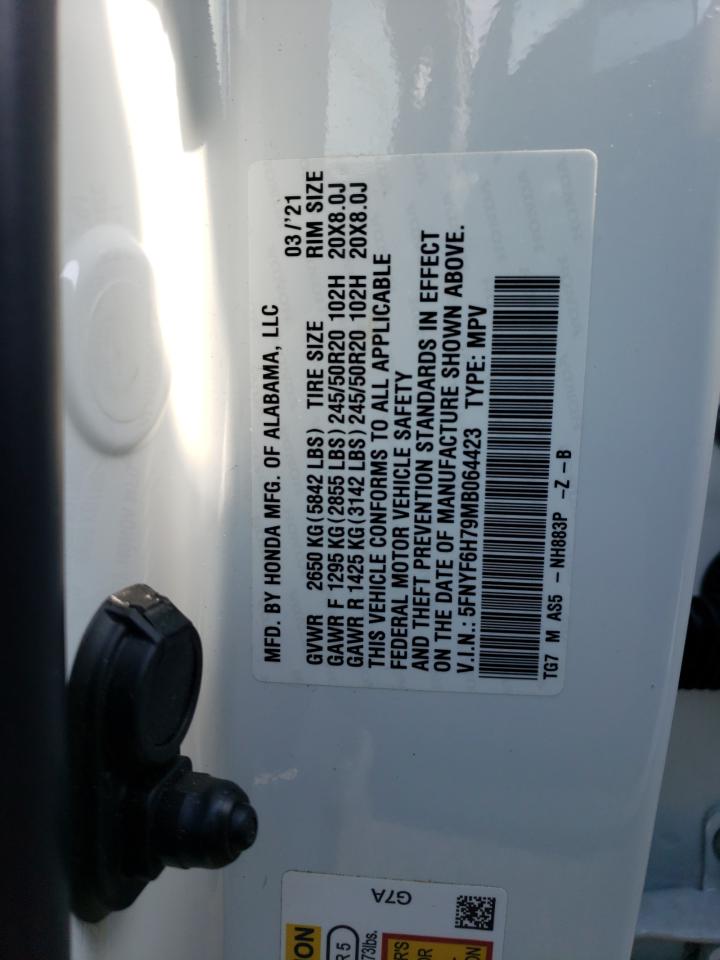 MFD. BY HONDA MFG. OF ALABAMA, LLC 03/'21
GVWR 2650 KG(5842 LBS) TIRE SIZE RIM SIZE
GAWR F 1295 KG(2855 LBS) 245/50R20 102H 20X8.0J
GAWR R 1425 KG(3142 LBS) 245/50R20 102H 20X8.0J
THIS VEHICLE CONFORMS TO ALL APPLICABLE
FEDERAL MOTOR VEHICLE SAFETY
AND THEFT PREVENTION STANDARDS IN EFFECT
ON THE DATE OF MANUFACTURE SHOWN ABOVE.
V.I.N.: 5FNYF6H79MB064423 TYPE: MPV
TG7 M AS5 - NH883P -Z -B
G7A